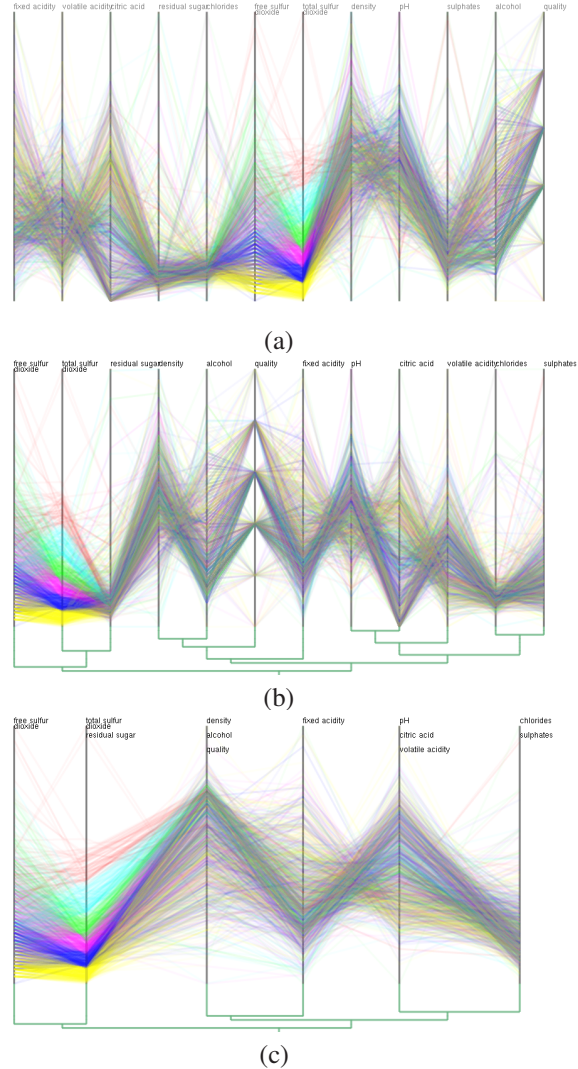 fixed acidity volatile acidity citric acid residual sugar chlorides free sulfur dioxide total sulfur dioxide density pH sulphates alcohol quality
(a)
free sulfur dioxide total sulfur dioxide residual sugar density alcohol quality fixed acidity pH citric acid volatile acidity chlorides sulphates
(b)
free sulfur dioxide total sulfur dioxide density fixed acidity pH chlorides
residual sugar alcohol citric acid sulphates
quality volatile acidity
(c)